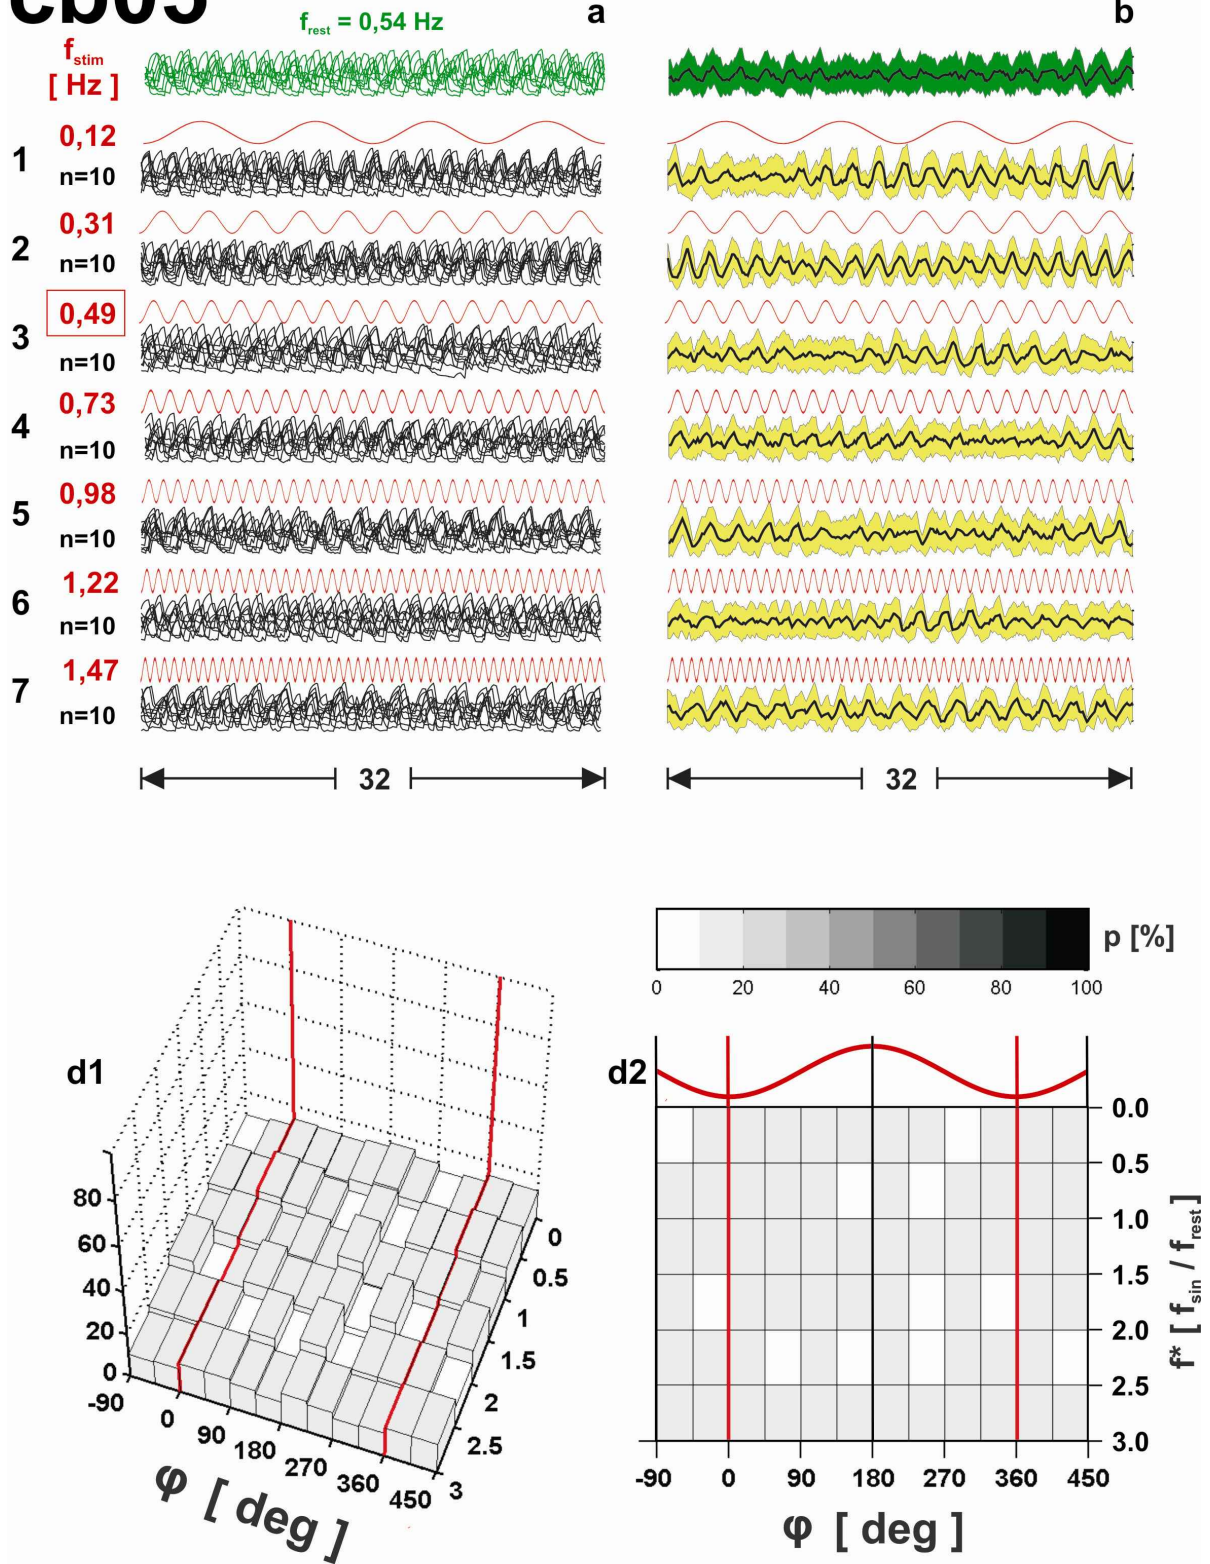 cb05
a
b
f_rest = 0,54 Hz
f_stim
[ Hz ]
0,12
1
n=10
0,31
2
n=10
0,49
3
n=10
0,73
4
n=10
0,98
5
n=10
1,22
6
n=10
1,47
7
n=10
32
32
p [%]
0 20 40 60 80 100
d1
d2
80
60
40
20
0
-90 0 90 180 270 360 450
0 0.5 1 1.5 2 2.5 3
φ [ deg ]
0.0
0.5
1.0
1.5
2.0
2.5
3.0
f* [ f_sin / f_rest ]
-90 0 90 180 270 360 450
φ [ deg ]